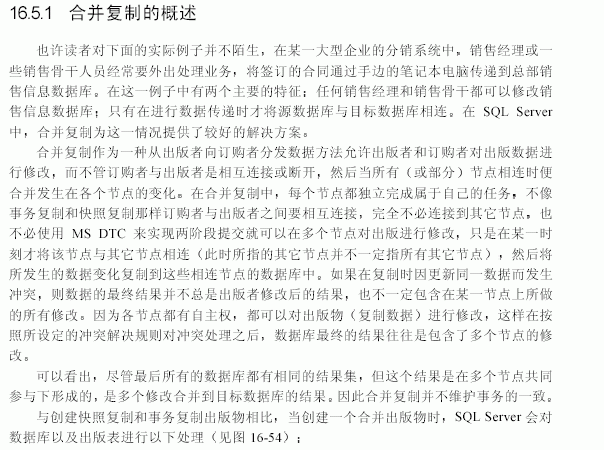 16.5.1 合并复制的概述
也许读者对下面的实际例子并不陌生，在某一大型企业的分销系统中，销售经理或一
些销售骨干人员经常要外出处理业务，将签订的合同通过手边的笔记本电脑传递到总部销
售信息数据库。在这一例子中有两个主要的特征；任何销售经理和销售骨干都可以修改销
售信息数据库；只有在进行数据传递时才将源数据库与目标数据库相连。在 SQL Server
中，合并复制为这一情况提供了较好的解决方案。
合并复制作为一种从出版者向订购者分发数据方法允许出版者和订购者对出版数据进
行修改，而不管订购者与出版者是相互连接或断开，然后当所有（或部分）节点相连时便
合并发生在各个节点的变化。在合并复制中，每个节点都独立完成属于自己的任务，不像
事务复制和快照复制那样订购者与出版者之间要相互连接，完全不必连接到其它节点，也
不必使用 MS DTC 来实现两阶段提交就可以在多个节点对出版进行修改，只是在某一时
刻才将该节点与其它节点相连（此时所指的其它节点并不一定指所有其它节点），然后将
所发生的数据变化复制到这些相连节点的数据库中。如果在复制时因更新同一数据而发生
冲突，则数据的最终结果并不总是出版者修改后的结果，也不一定包含在某一节点上所做
的所有修改。因为各节点都有自主权，都可以对出版物（复制数据）进行修改，这样在按
照所设定的冲突解决规则对冲突处理之后，数据库最终的结果往往是包含了多个节点的修
改。
可以看出，尽管最后所有的数据库都有相同的结果集，但这个结果是在多个节点共同
参与下形成的，是多个修改合并到目标数据库的结果。因此合并复制并不维护事务的一致。
与创建快照复制和事务复制出版物相比，当创建一个合并出版物时，SQL Server 会对
数据库以及出版表进行以下处理（见图 16-54）；